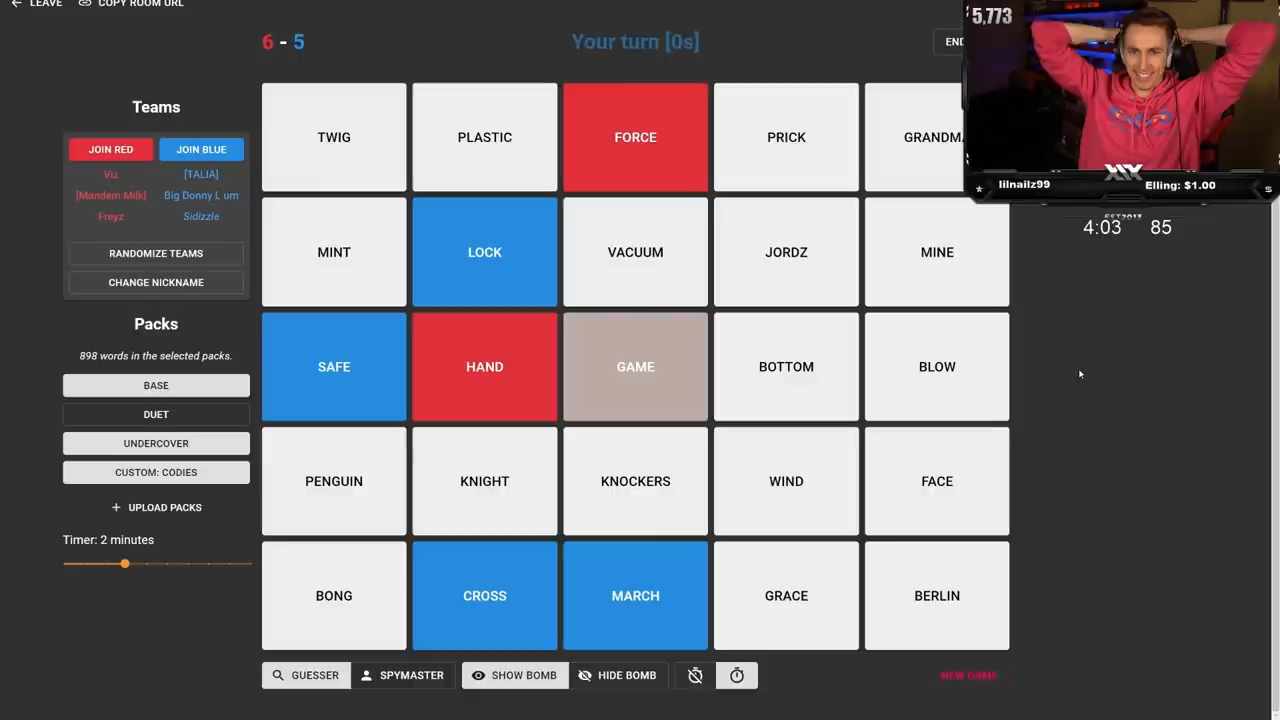 LEAVE COPY ROOM URL
6 - 5
Your turn [0s]
END
5,773
Teams
JOIN RED JOIN BLUE
Viz [TALIA]
[Mandem Milk] Big Donny L um
Freyz Sidizzle
RANDOMIZE TEAMS
CHANGE NICKNAME
Packs
898 words in the selected packs.
BASE
DUET
UNDERCOVER
CUSTOM: CODIES
+ UPLOAD PACKS
Timer: 2 minutes
TWIG PLASTIC FORCE PRICK GRANDMA
MINT LOCK VACUUM JORDZ MINE
SAFE HAND GAME BOTTOM BLOW
PENGUIN KNIGHT KNOCKERS WIND FACE
BONG CROSS MARCH GRACE BERLIN
GUESSER SPYMASTER SHOW BOMB HIDE BOMB
NEW GAME
XIX
lilnailz99 Elling: $1.00
4:03 85